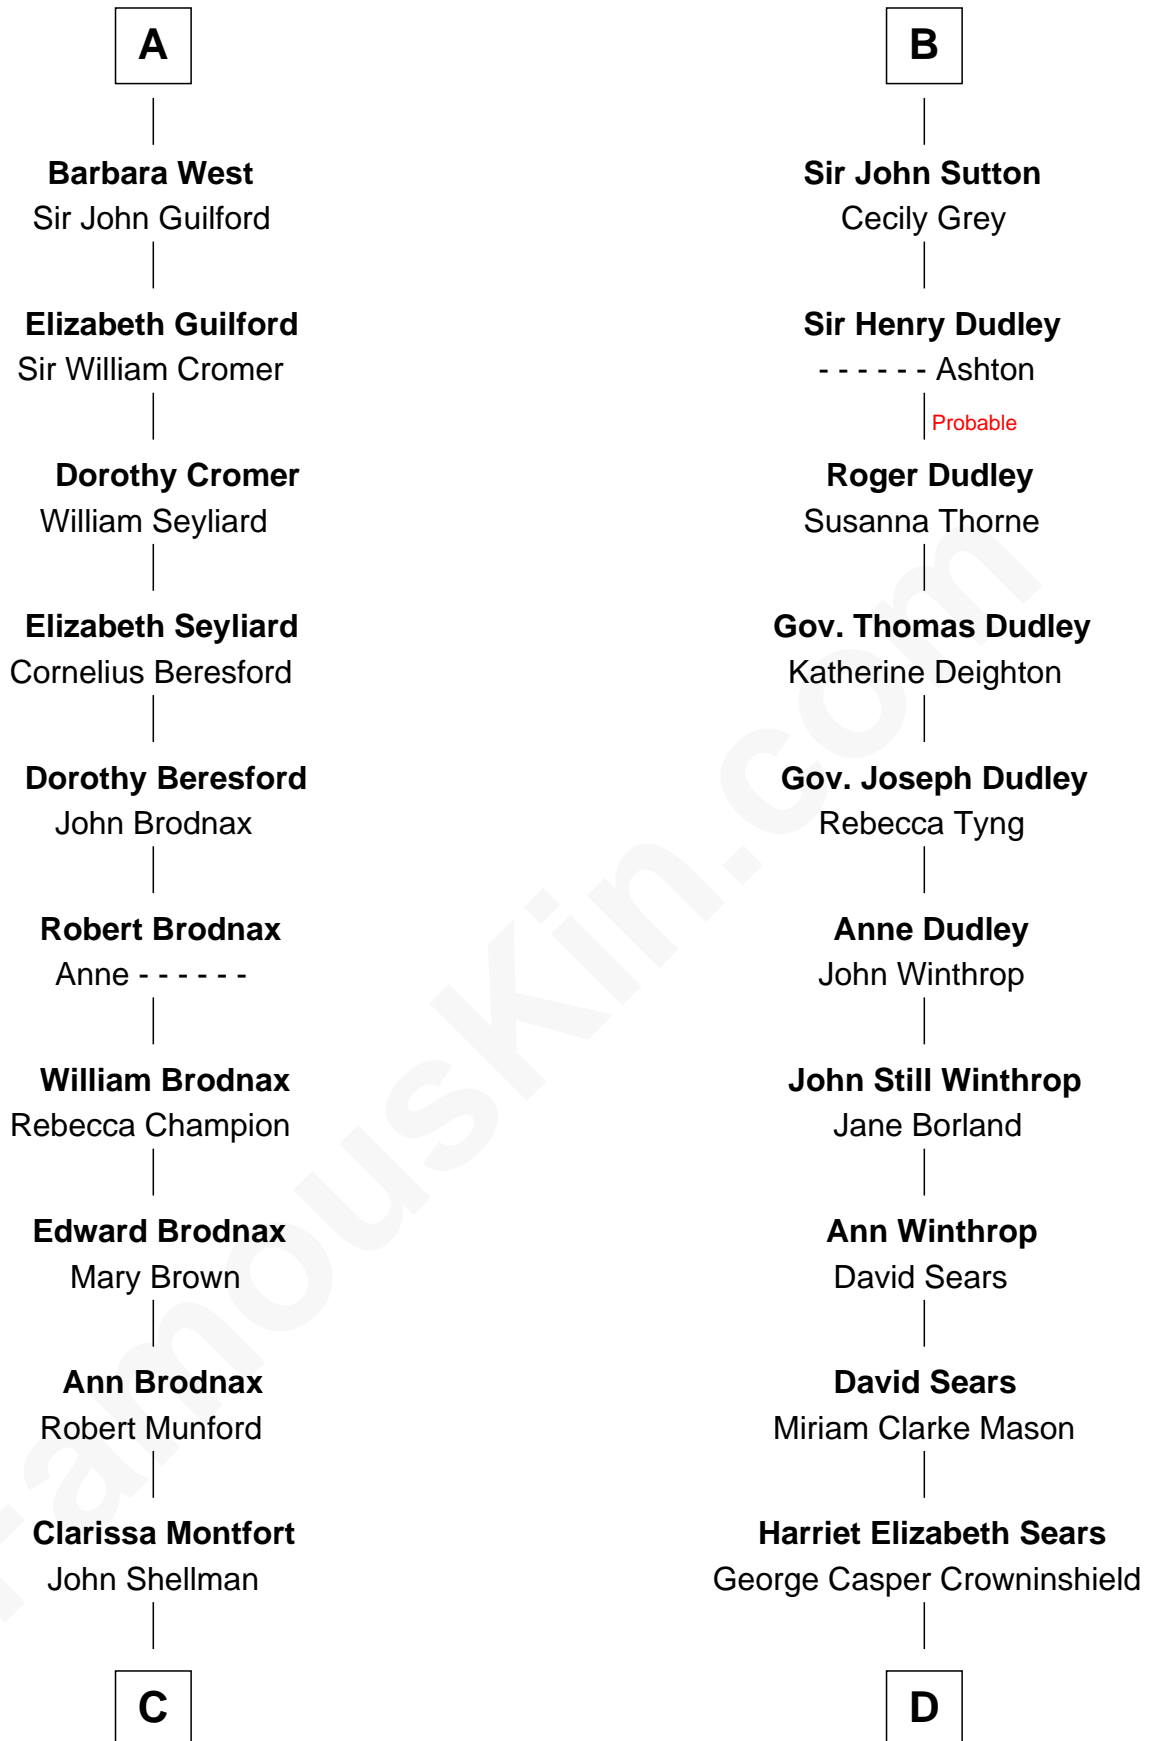 A
Barbara West
Sir John Guilford
Elizabeth Guilford
Sir William Cromer
Dorothy Cromer
William Seyliard
Elizabeth Seyliard
Cornelius Beresford
Dorothy Beresford
John Brodnax
Robert Brodnax
Anne - - - - - -
William Brodnax
Rebecca Champion
Edward Brodnax
Mary Brown
Ann Brodnax
Robert Munford
Clarissa Montfort
John Shellman
C
B
Sir John Sutton
Cecily Grey
Sir Henry Dudley
- - - - - - Ashton
Probable
Roger Dudley
Susanna Thorne
Gov. Thomas Dudley
Katherine Deighton
Gov. Joseph Dudley
Rebecca Tyng
Anne Dudley
John Winthrop
John Still Winthrop
Jane Borland
Ann Winthrop
David Sears
David Sears
Miriam Clarke Mason
Harriet Elizabeth Sears
George Casper Crowninshield
D
FamousKin.com